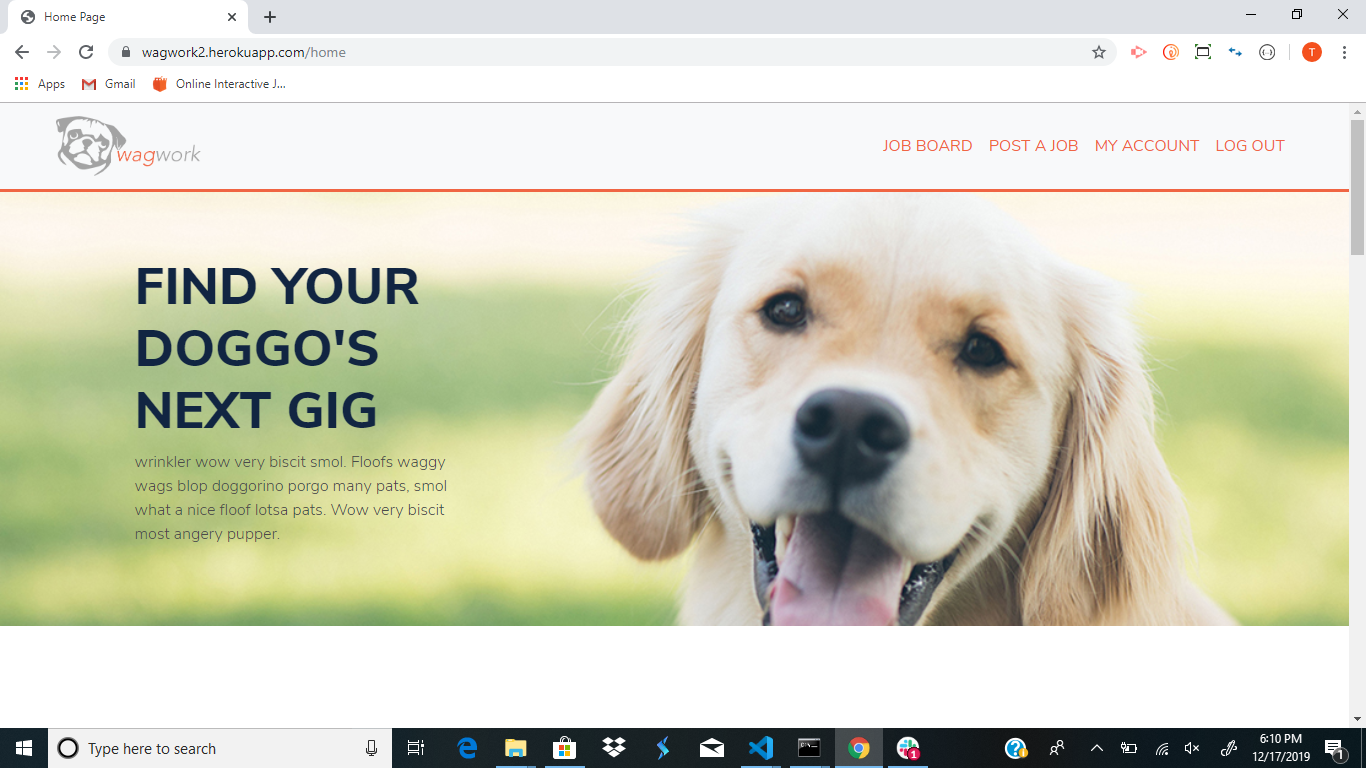 Home Page
wagwork2.herokuapp.com/home
T
Apps Gmail Online Interactive J...
wagwork
JOB BOARD POST A JOB MY ACCOUNT LOG OUT
FIND YOUR
DOGGO'S
NEXT GIG
wrinkler wow very biscit smol. Floofs waggy
wags blop doggorino porgo many pats, smol
what a nice floof lotsa pats. Wow very biscit
most angery pupper.
Type here to search
1
6:10 PM
12/17/2019
1